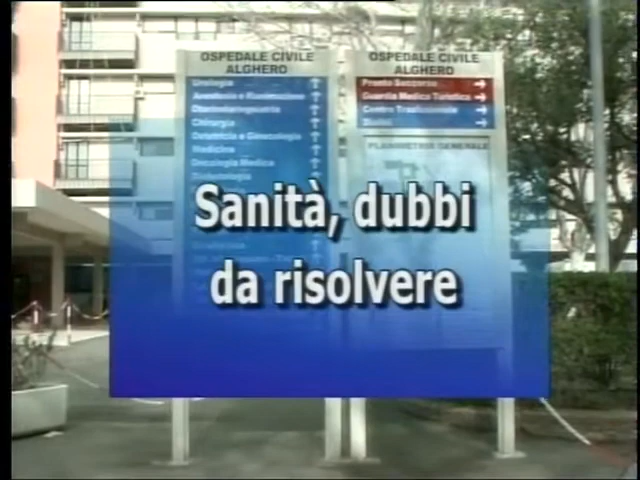 OSPEDALE CIVILE
ALGHERO
Urologia
Anestesia e Rianimazione
Otorinolaringoiatria
Chirurgia
Ostetricia e Ginecologia
Medicina
Oncologia Medica
OSPEDALE CIVILE
ALGHERO
Pronto Soccorso
Guardia Medica Turistica
Centro Trasfusionale
PLANIMETRIA GENERALE
Sanità, dubbi
da risolvere